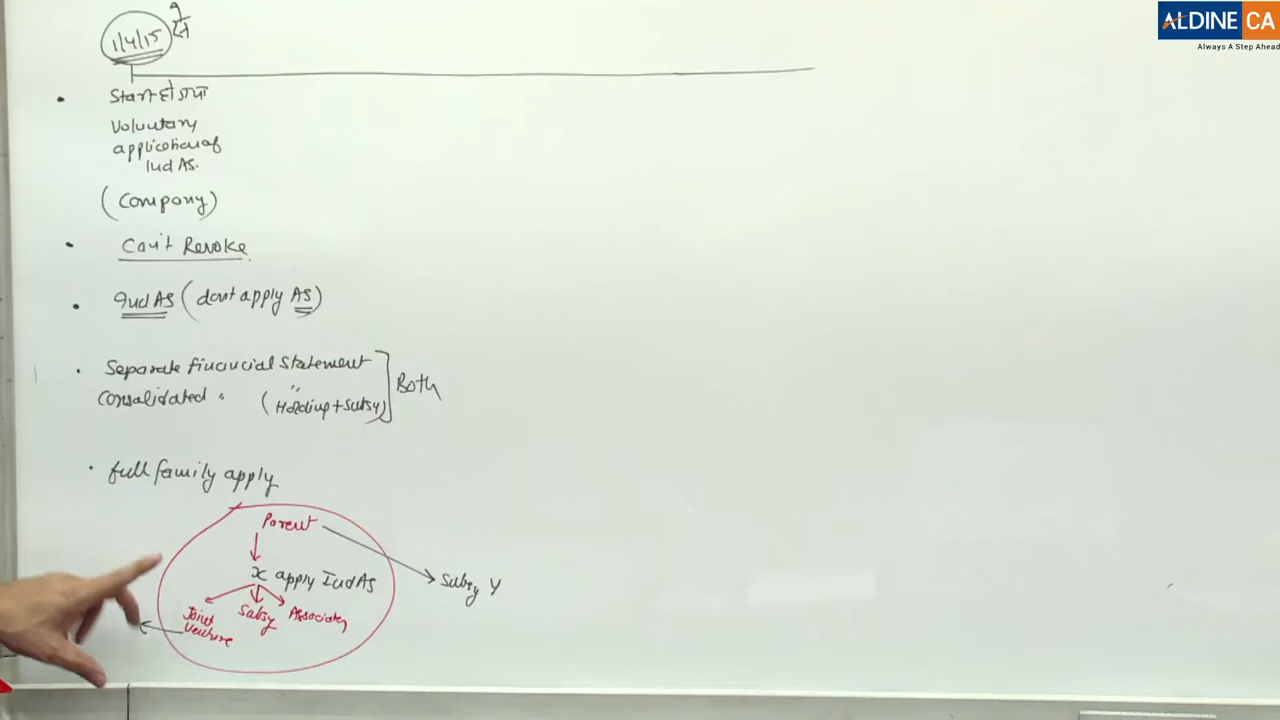 1/4/15 से
ALDINE CA
Always A Step Ahead
• Start हो गया
Voluntary
application of
Ind AS.
(Company)
• Can't Revoke
• Ind AS (dont apply AS)
• Separate financial statement
Consolidated " (Holding + Subsy) Both
• full family apply
Parent
x apply Ind AS
Subsy Y
Joint Venture
Subsy
Associates